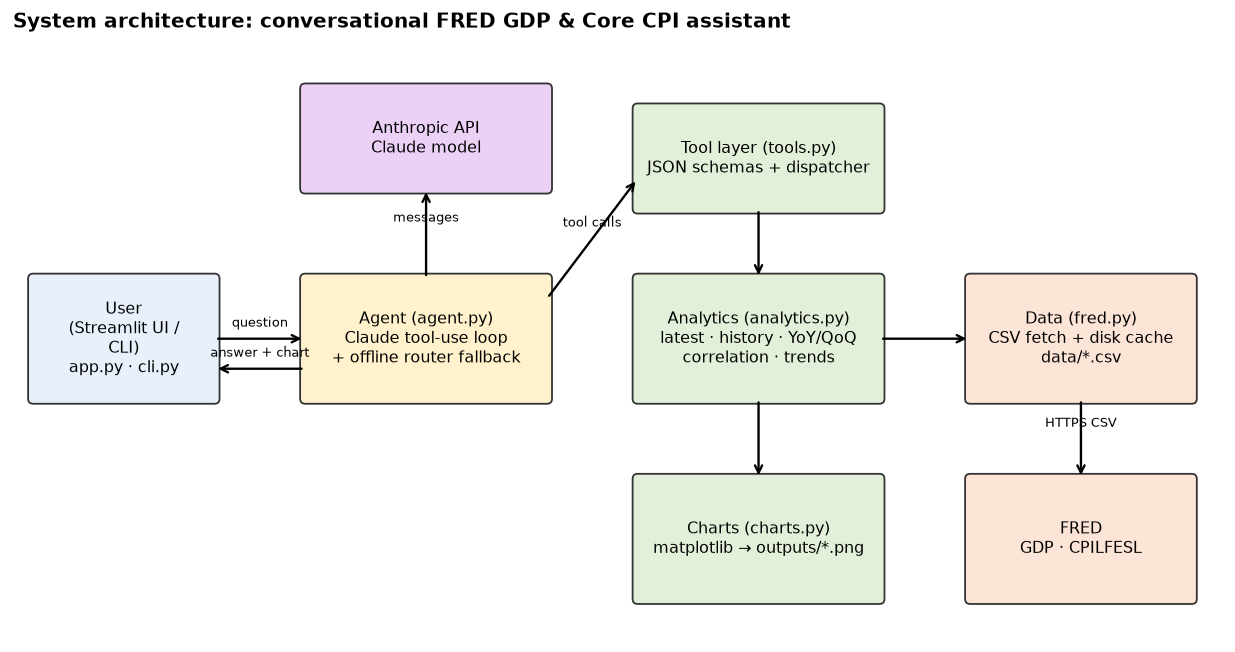 System architecture: conversational FRED GDP & Core CPI assistant
Anthropic API
Claude model
Tool layer (tools.py)
JSON schemas + dispatcher
messages
tool calls
User
(Streamlit UI /
CLI)
app.py · cli.py
question
answer + chart
Agent (agent.py)
Claude tool-use loop
+ offline router fallback
Analytics (analytics.py)
latest · history · YoY/QoQ
correlation · trends
Data (fred.py)
CSV fetch + disk cache
data/*.csv
HTTPS CSV
Charts (charts.py)
matplotlib → outputs/*.png
FRED
GDP · CPILFESL